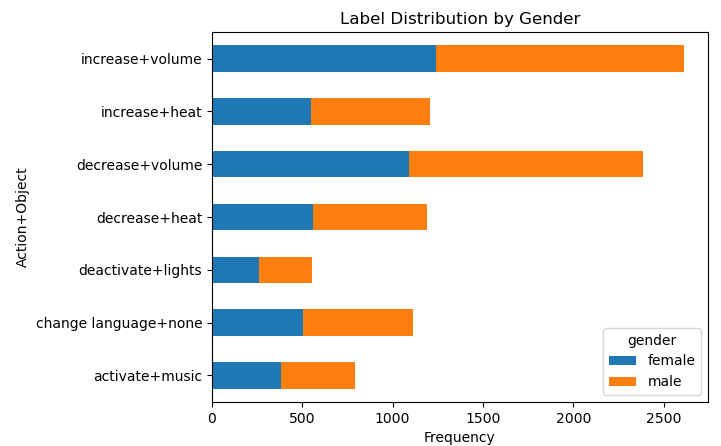 Label Distribution by Gender
increase+volume
increase+heat
decrease+volume
decrease+heat
deactivate+lights
change language+none
activate+music
Action+Object
0 500 1000 1500 2000 2500
Frequency
gender
female
male